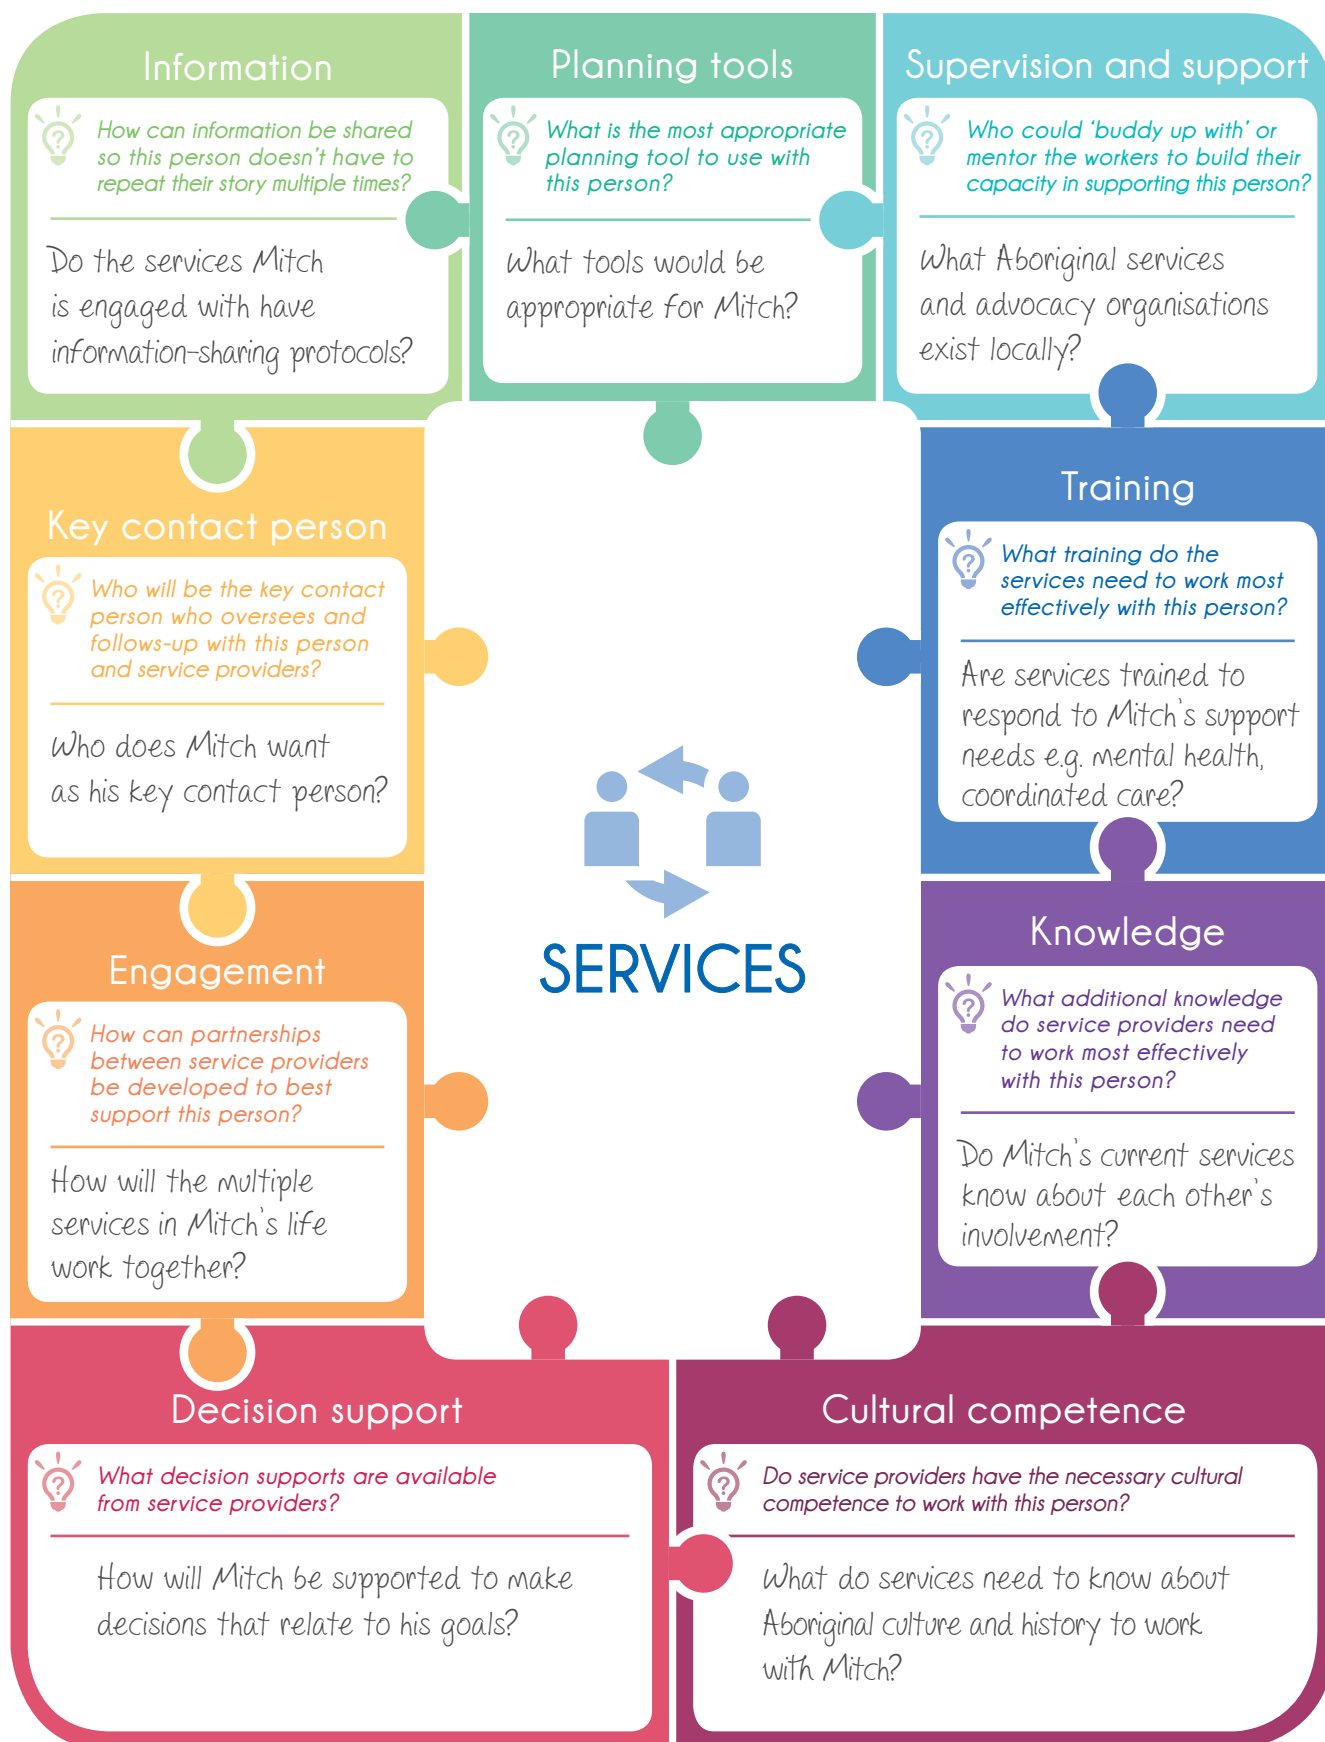 Information
How can information be shared
so this person doesn't have to
repeat their story multiple times?
Do the services Mitch
is engaged with have
information-sharing protocols?
Planning tools
What is the most appropriate
planning tool to use with
this person?
What tools would be
appropriate for Mitch?
Supervision and support
Who could 'buddy up with' or
mentor the workers to build their
capacity in supporting this person?
What Aboriginal services
and advocacy organisations
exist locally?
Key contact person
Who will be the key contact
person who oversees and
follows-up with this person
and service providers?
Who does Mitch want
as his key contact person?
Training
What training do the
services need to work most
effectively with this person?
Are services trained to
respond to Mitch's support
needs e.g. mental health,
coordinated care?
SERVICES
Engagement
How can partnerships
between service providers
be developed to best
support this person?
How will the multiple
services in Mitch's life
work together?
Knowledge
What additional knowledge
do service providers need
to work most effectively
with this person?
Do Mitch's current services
know about each other's
involvement?
Decision support
What decision supports are available
from service providers?
How will Mitch be supported to make
decisions that relate to his goals?
Cultural competence
Do service providers have the necessary cultural
competence to work with this person?
What do services need to know about
Aboriginal culture and history to work
with Mitch?